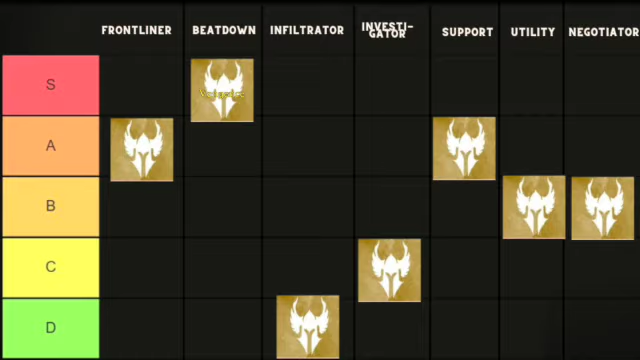 FRONTLINER BEATDOWN INFILTRATOR INVESTI-
GATOR SUPPORT UTILITY NEGOTIATOR
S
A
B
C
D